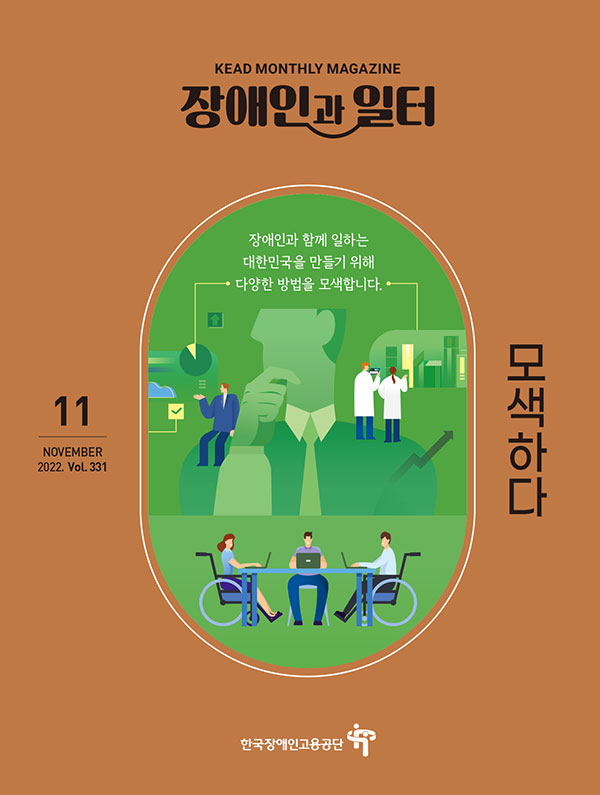 KEAD MONTHLY MAGAZINE
장애인과 일터
장애인과 함께 일하는
대한민국을 만들기 위해
다양한 방법을 모색합니다.
11
NOVEMBER
2022. Vol. 331
모색하다
한국장애인고용공단